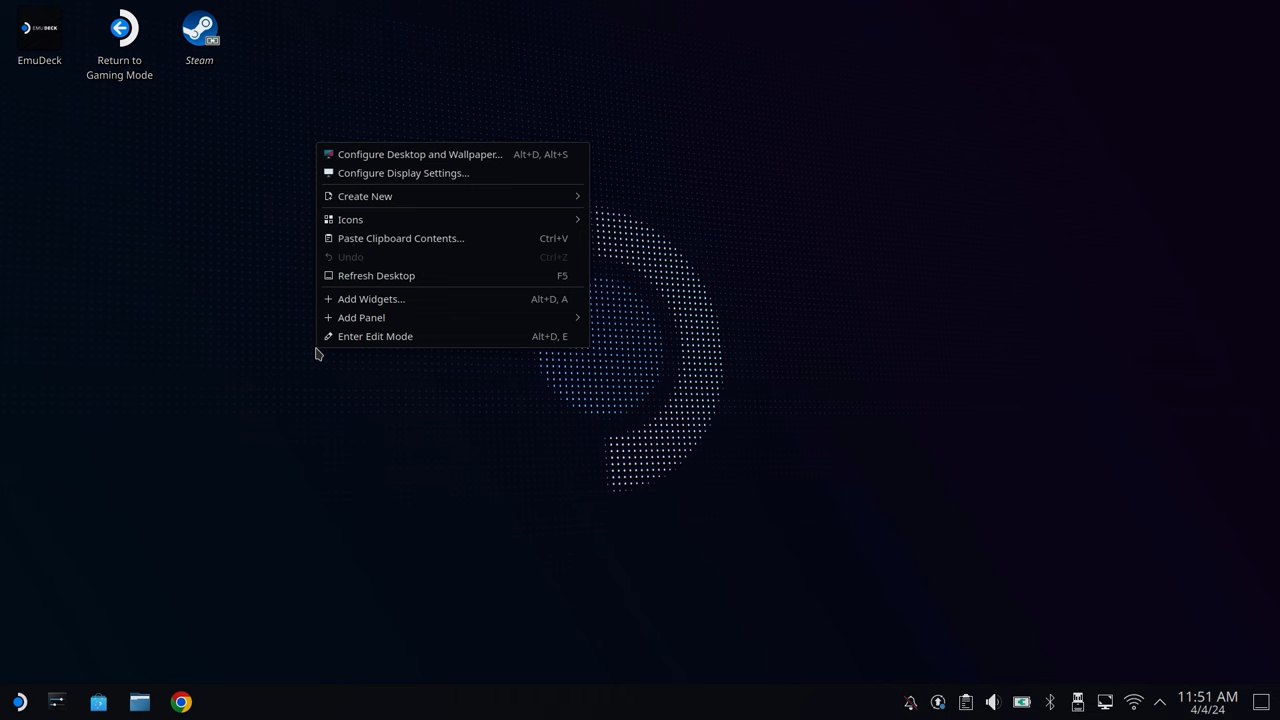 EMUDECK
EmuDeck
Return to
Gaming Mode
Steam
Configure Desktop and Wallpaper... Alt+D, Alt+S
Configure Display Settings...
Create New
Icons
Paste Clipboard Contents... Ctrl+V
Undo Ctrl+Z
Refresh Desktop F5
Add Widgets... Alt+D, A
Add Panel
Enter Edit Mode Alt+D, E
11:51 AM
4/4/24